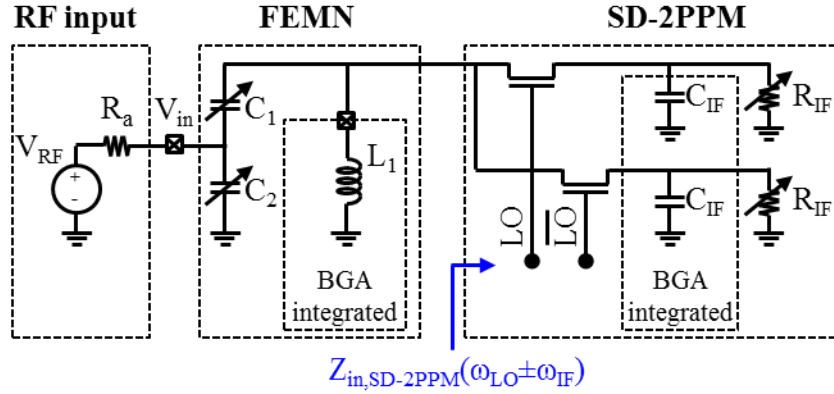 RF input
FEMN
SD-2PPM
V_RF
R_a
V_in
+
-
C_1
C_2
L_1
BGA
integrated
LO
L̅O̅
C_IF
R_IF
C_IF
R_IF
BGA
integrated
Z_in,SD-2PPM(ω_LO±ω_IF)